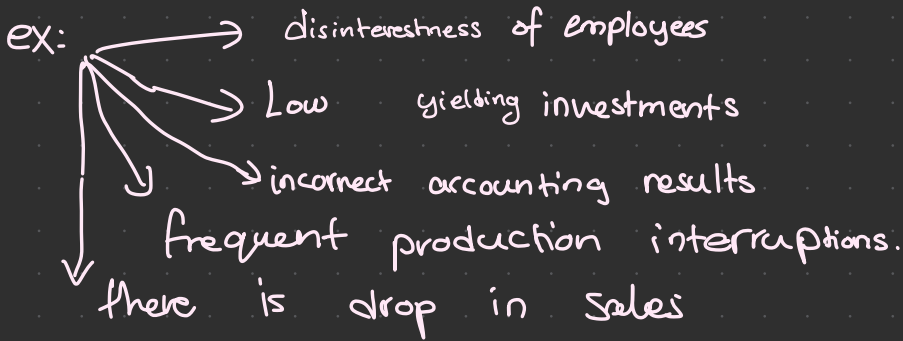 ex: disinterestness of employees
Low yielding investments
incorrect accounting results.
frequent production interruptions.
there is drop in sales